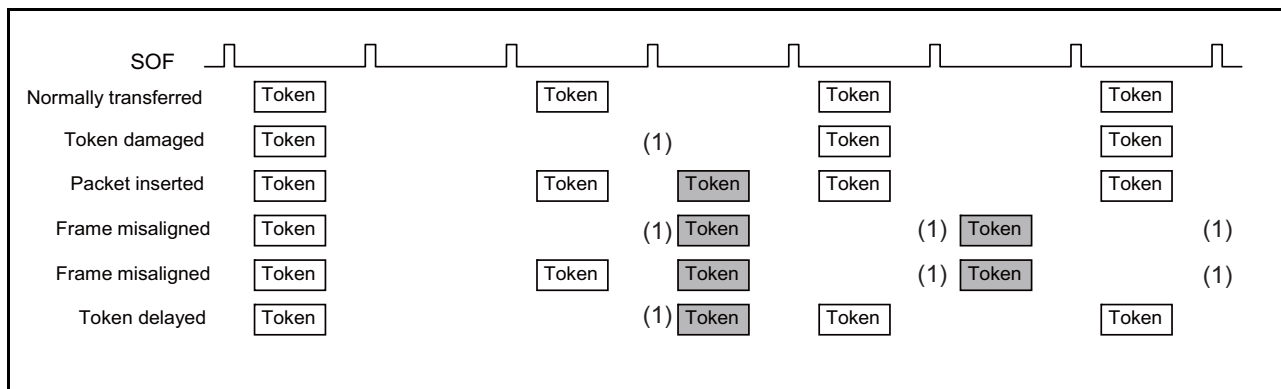 SOF
Normally transferred Token Token Token Token
Token damaged Token (1) Token Token
Packet inserted Token Token Token Token Token
Frame misaligned Token (1) Token (1) Token (1)
Frame misaligned Token Token Token (1) Token (1)
Token delayed Token (1) Token Token Token